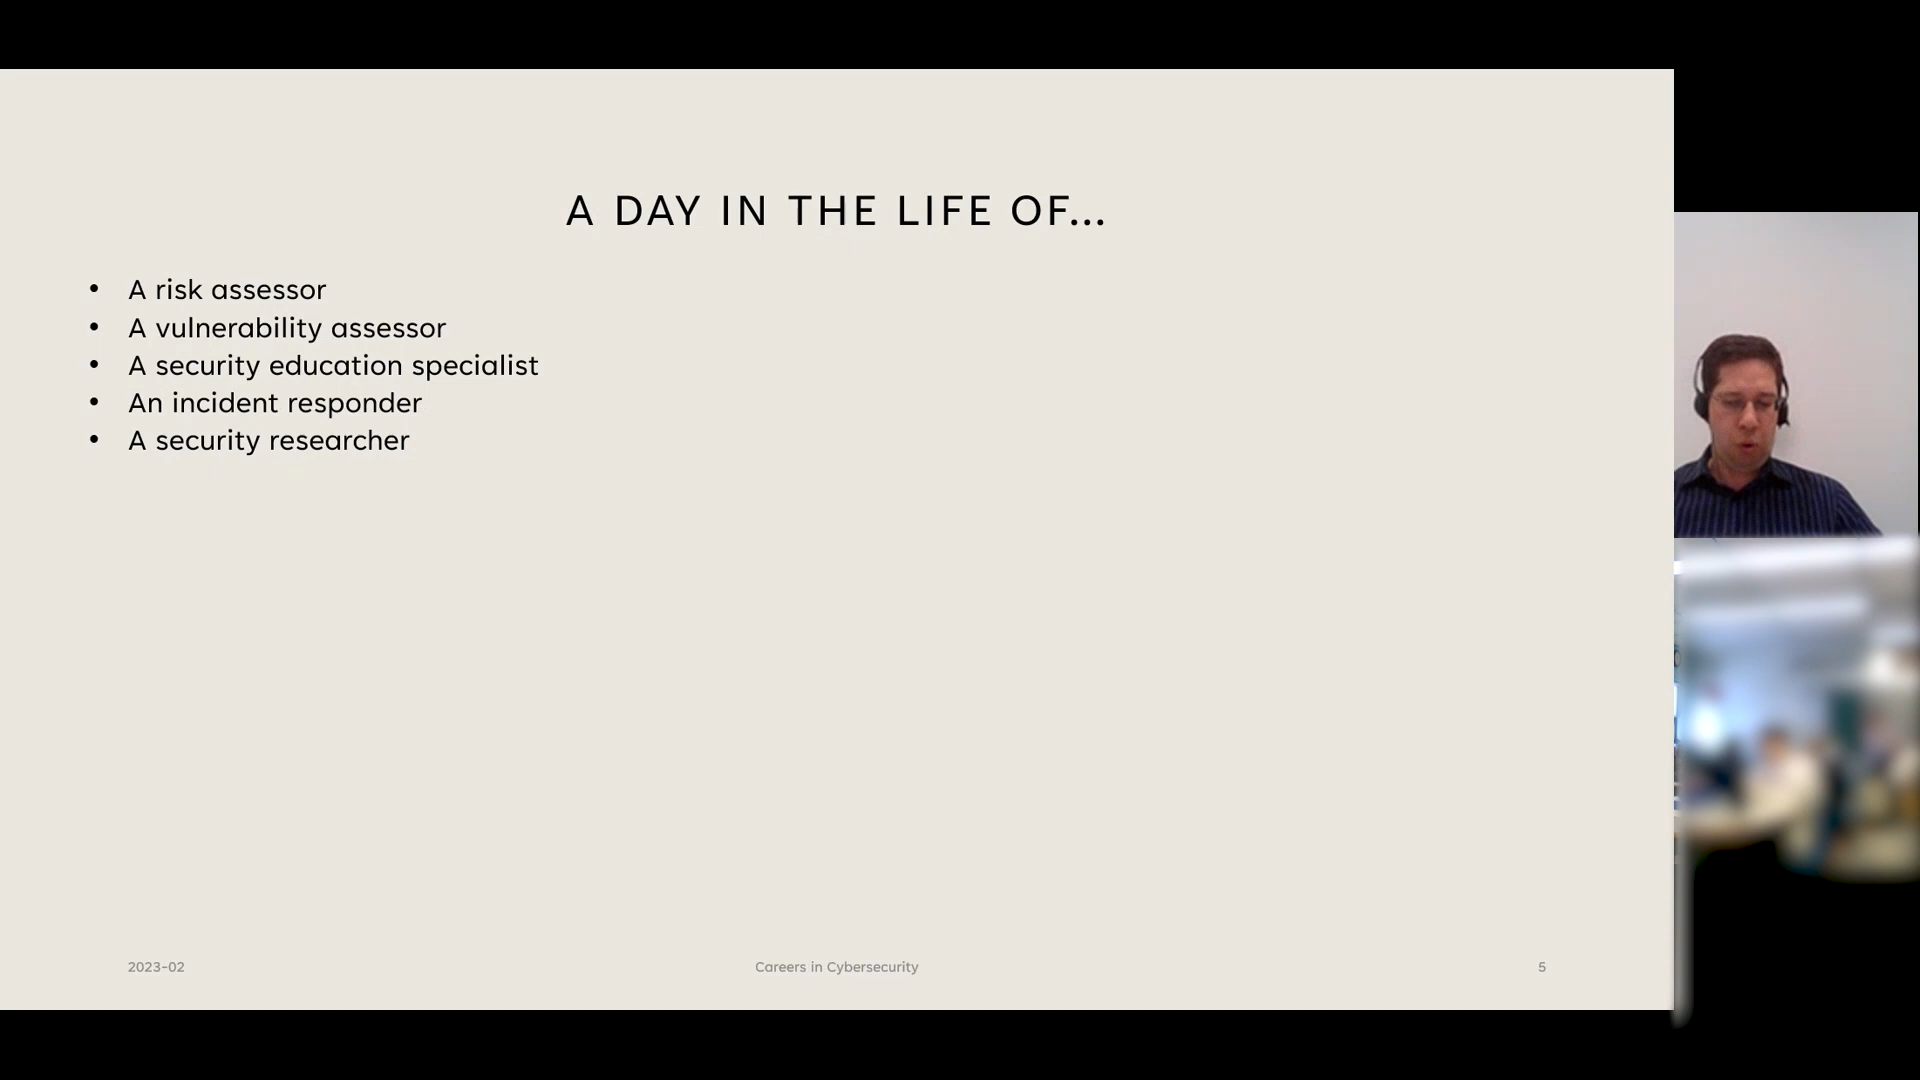 A DAY IN THE LIFE OF...
• A risk assessor
• A vulnerability assessor
• A security education specialist
• An incident responder
• A security researcher
2023-02
Careers in Cybersecurity
5